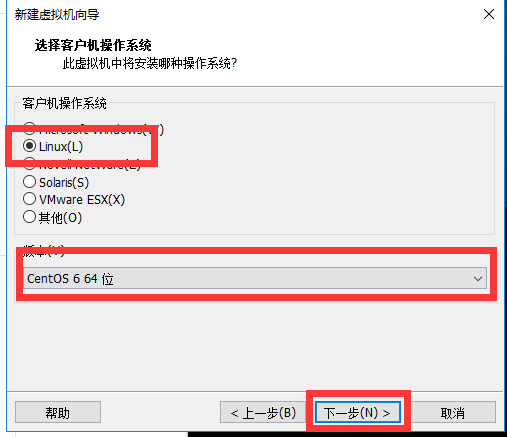 新建虚拟机向导
选择客户机操作系统
此虚拟机中将安装哪种操作系统?
客户机操作系统
Microsoft Windows(W)
Linux(L)
Novell NetWare(E)
Solaris(S)
VMware ESX(X)
其他(O)
版本(V)
CentOS 6 64 位
帮助
< 上一步(B)
下一步(N) >
取消